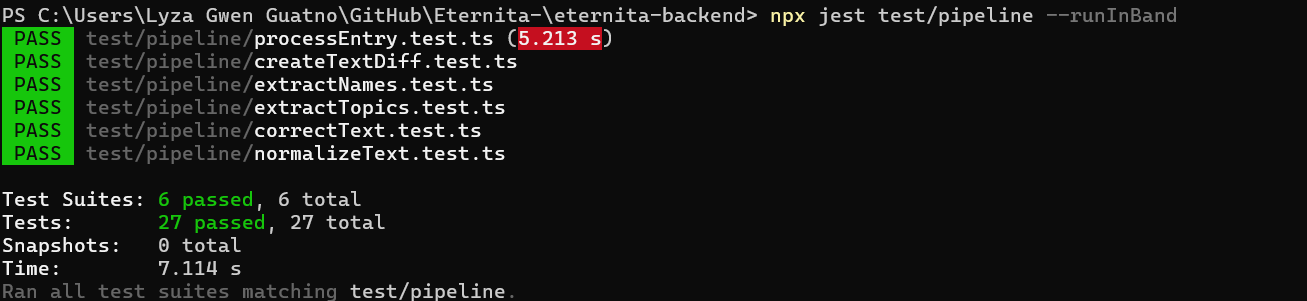 PS C:\Users\Lyza Gwen Guatno\GitHub\Eternita-\eternita-backend> npx jest test/pipeline --runInBand
PASS test/pipeline/processEntry.test.ts (5.213 s)
PASS test/pipeline/createTextDiff.test.ts
PASS test/pipeline/extractNames.test.ts
PASS test/pipeline/extractTopics.test.ts
PASS test/pipeline/correctText.test.ts
PASS test/pipeline/normalizeText.test.ts
Test Suites: 6 passed, 6 total
Tests: 27 passed, 27 total
Snapshots: 0 total
Time: 7.114 s
Ran all test suites matching test/pipeline.